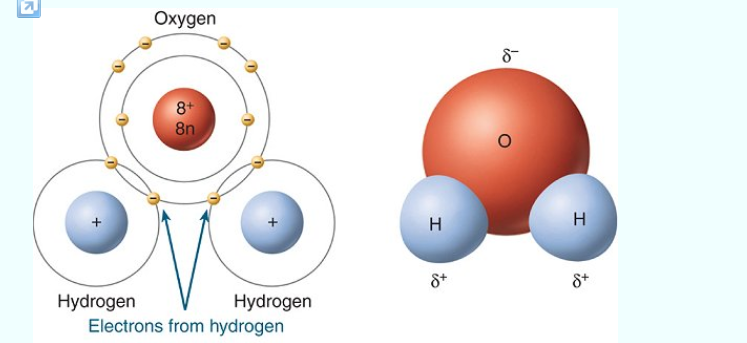 Oxygen
8+
8n
−
−
−
−
−
−
−
−
−
−
+
+
Hydrogen
Hydrogen
Electrons from hydrogen
δ−
O
H
H
δ+
δ+